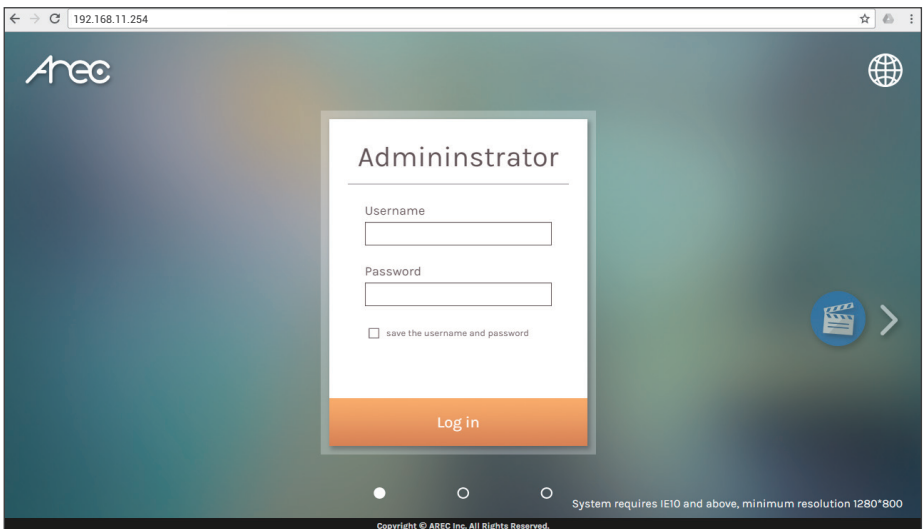 192.168.11.254
Arec
Admininstrator
Username
Password
save the username and password
Log in
System requires IE10 and above, minimum resolution 1280*800
Copyright © AREC Inc. All Rights Reserved.